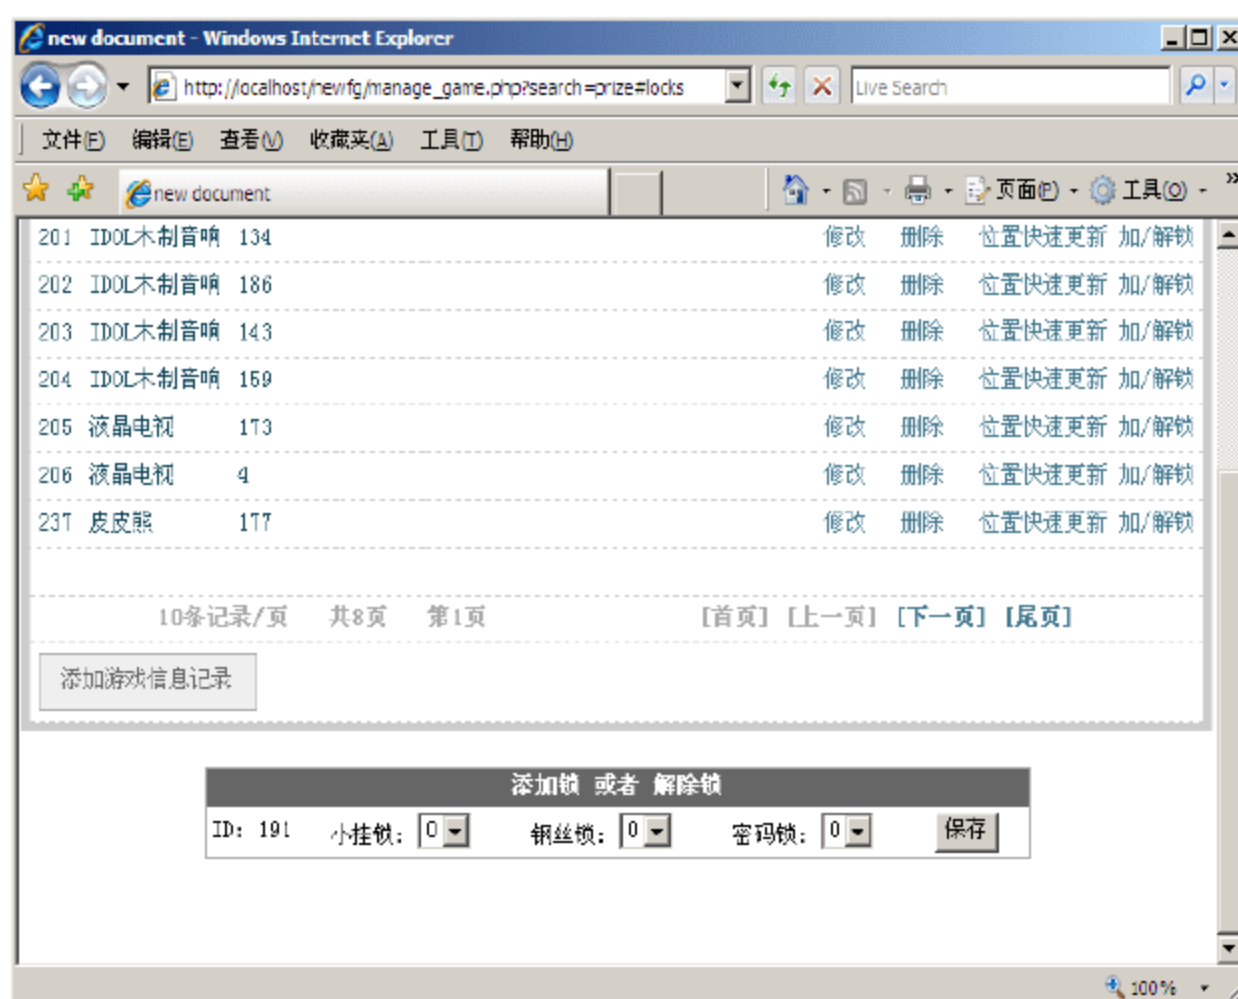 new document - Windows Internet Explorer
http://localhost/newfg/manage_game.php?search=prize#locks Live Search
文件(F) 编辑(E) 查看(V) 收藏夹(A) 工具(T) 帮助(H)
new document 页面(P) 工具(O) »
201 IDOL木制音响 134 修改 删除 位置快速更新 加/解锁
202 IDOL木制音响 186 修改 删除 位置快速更新 加/解锁
203 IDOL木制音响 143 修改 删除 位置快速更新 加/解锁
204 IDOL木制音响 159 修改 删除 位置快速更新 加/解锁
205 液晶电视 173 修改 删除 位置快速更新 加/解锁
206 液晶电视 4 修改 删除 位置快速更新 加/解锁
237 皮皮熊 177 修改 删除 位置快速更新 加/解锁
10条记录/页 共8页 第1页 [首页] [上一页] [下一页] [尾页]
添加游戏信息记录
添加锁 或者 解除锁
ID: 191 小挂锁: 0 钢丝锁: 0 密码锁: 0 保存
100%